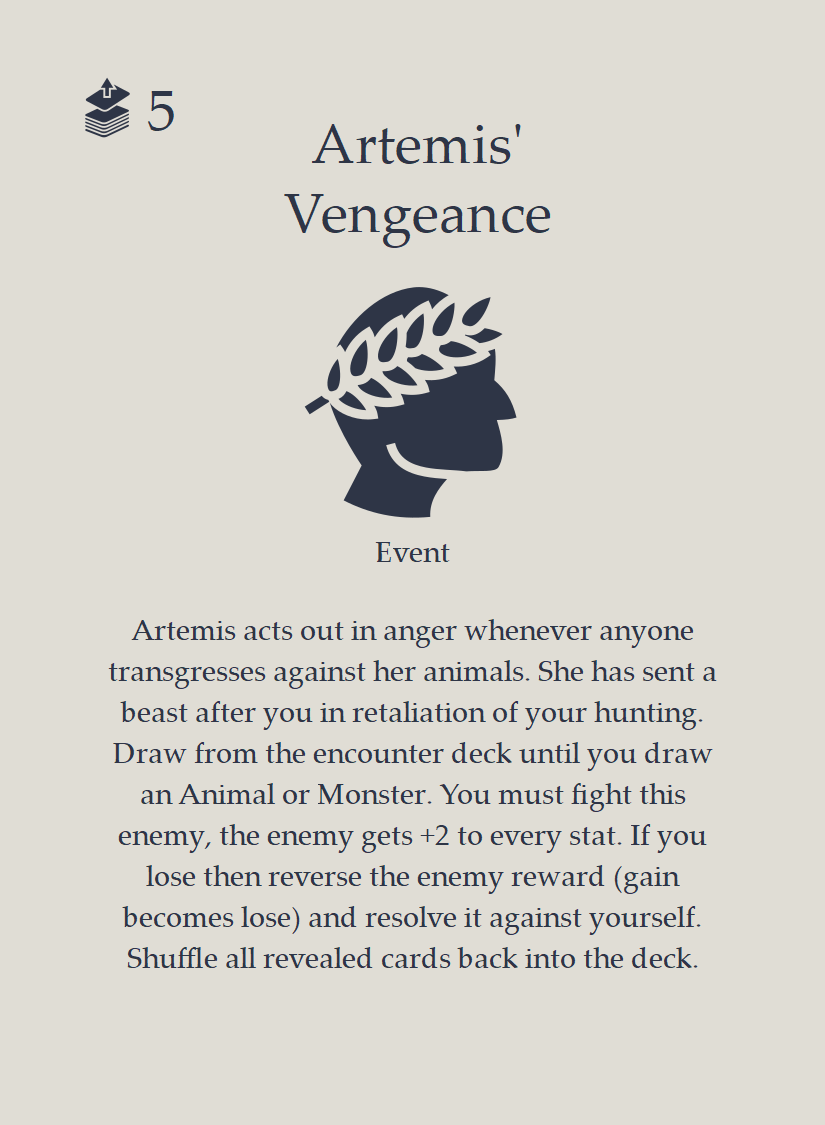 5
Artemis'
Vengeance
Event
Artemis acts out in anger whenever anyone
transgresses against her animals. She has sent a
beast after you in retaliation of your hunting.
Draw from the encounter deck until you draw
an Animal or Monster. You must fight this
enemy, the enemy gets +2 to every stat. If you
lose then reverse the enemy reward (gain
becomes lose) and resolve it against yourself.
Shuffle all revealed cards back into the deck.